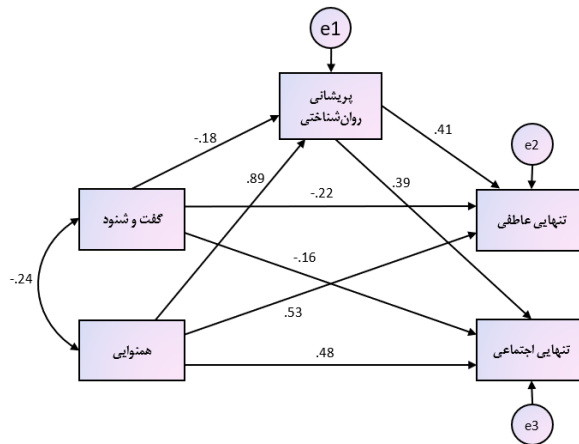 e1
پریشانی
روان‌شناختی
-.18
.41
e2
.89
.39
گفت و شنود
-.22
تنهایی عاطفی
-.24
-.16
.53
همنوایی
.48
تنهایی اجتماعی
e3